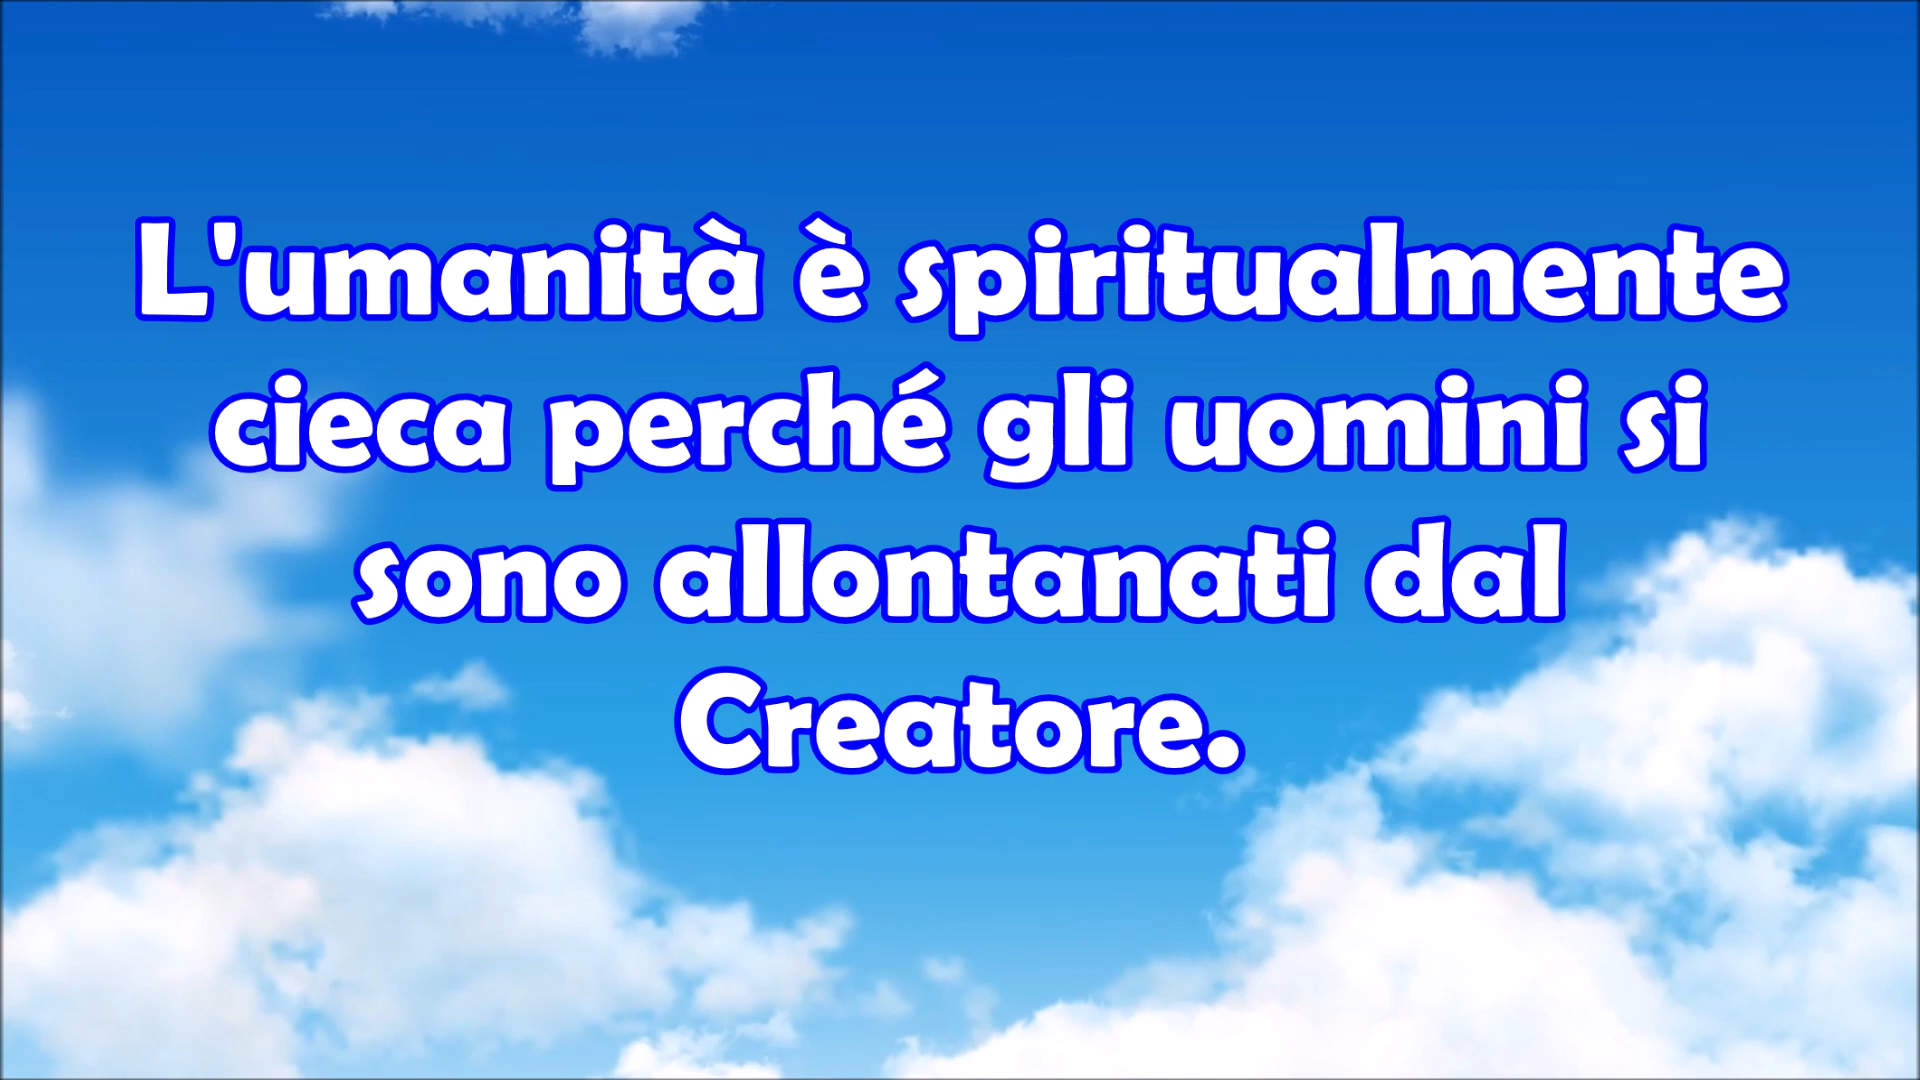 L'umanità è spiritualmente
cieca perché gli uomini si
sono allontanati dal
Creatore.